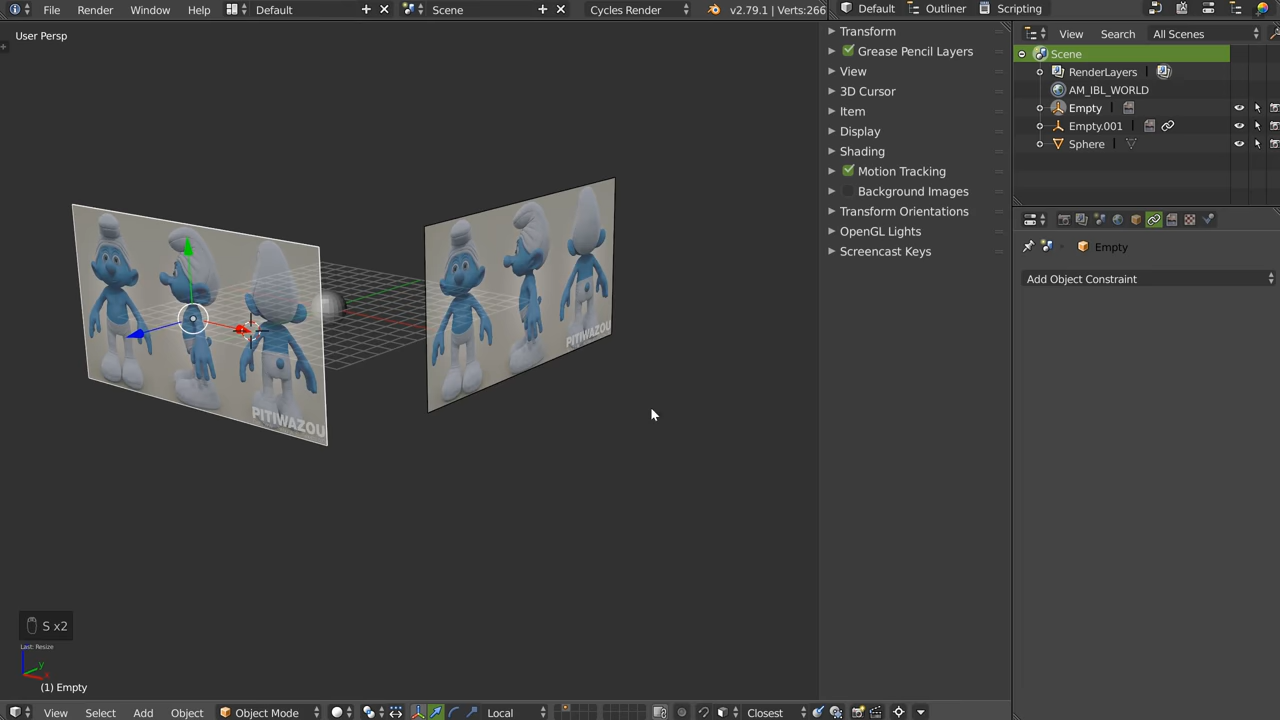 File Render Window Help Default Scene Cycles Render v2.79.1 | Verts:266 Default Outliner Scripting
User Persp
Transform
Grease Pencil Layers
View
3D Cursor
Item
Display
Shading
Motion Tracking
Background Images
Transform Orientations
OpenGL Lights
Screencast Keys
View Search All Scenes
Scene
RenderLayers
AM_IBL_WORLD
Empty
Empty.001
Sphere
Empty
Add Object Constraint
PITIWAZOU
PITIWAZOU
S x2
Last: Resize
y
x
(1) Empty
View Select Add Object Object Mode Local Closest